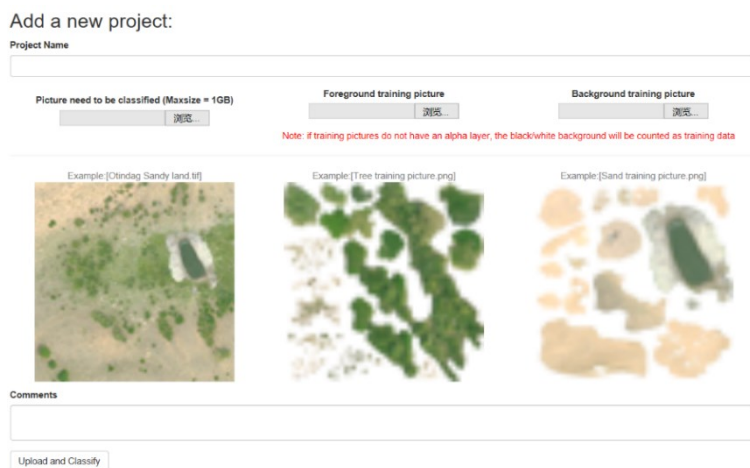 Add a new project:
Project Name
Picture need to be classified (Maxsize = 1GB)
浏览...
Foreground training picture
浏览...
Background training picture
浏览...
Note: if training pictures do not have an alpha layer, the black/white background will be counted as training data
Example:[Otindag Sandy land.tif]
Example:[Tree training picture.png]
Example:[Sand training picture.png]
Comments
Upload and Classify